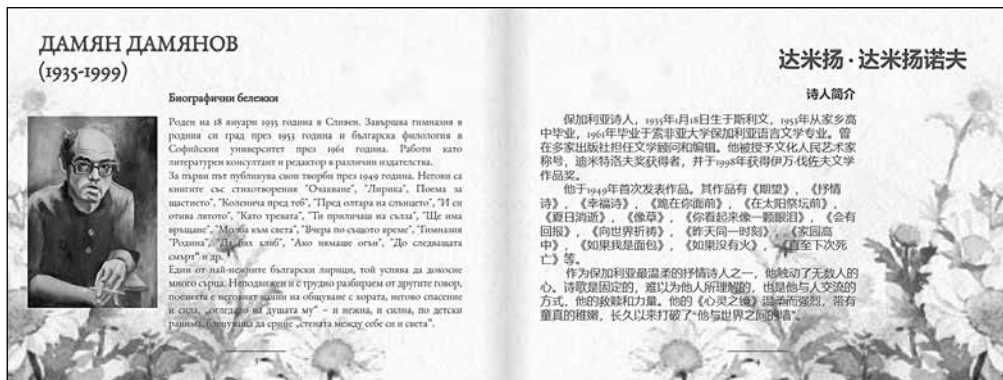 ДАМЯН ДАМЯНОВ
(1935-1999)
Биографични бележки
Роден на 18 януари 1935 година в Сливен. Завършва гимназия в
родния си град през 1953 година и българска филология в
Софийския университет през 1961 година. Работи като
литературен консултант и редактор в различни издателства.
За първи път публикува свои творби през 1949 година. Негови са
книгите със стихотворения "Очакване", "Лирика", Поема за
щастието", "Коленича пред теб", "Пред олтара на слънцето", "И си
отива лятото", "Като тревата", "Ти приличаш на сълза", "Ще има
връщане", "Молба към света", "Вчера по същото време", "Гимназия
"Родина", "Да бях хляб", "Ако нямаше огън", "До следващата
смърт" и др.
Един от най-нежните български лирици, той успява да докосне
много сърца. Неподвижен и с трудно разбираем от другите говор,
поезията е неговият начин на общуване с хората, негово спасение
и сила, „огледало на душата му“ – и нежна, и силна, по детски
ранима, блъскаща да срине „стената между себе си и света".
3
达米扬·达米扬诺夫
诗人简介
保加利亚诗人，1935年1月18日生于斯利文，1953年从家乡高
中毕业，1961年毕业于索非亚大学保加利亚语言文学专业。曾
在多家出版社担任文学顾问和编辑。他被授予文化人民艺术家
称号，迪米特洛夫奖获得者，并于1998年获得伊万·伐佐夫文学
作品奖。
他于1949年首次发表作品。其作品有《期望》，《抒情
诗》，《幸福诗》，《跪在你面前》，《在太阳祭坛前》，
《夏日消逝》，《像草》，《你看起来像一颗眼泪》，《会有
回报》，《向世界祈祷》，《昨天同一时刻》，《家园高
中》，《如果我是面包》，《如果没有火》，《直至下次死
亡》等。
作为保加利亚最温柔的抒情诗人之一，他触动了无数人的
心。诗歌是固定的，难以为他人所理解的，也是他与人交流的
方式，他的救赎和力量。他的《心灵之镜》温柔而强烈，带有
童真的稚嫩，长久以来打破了“他与世界之间的墙”。
4